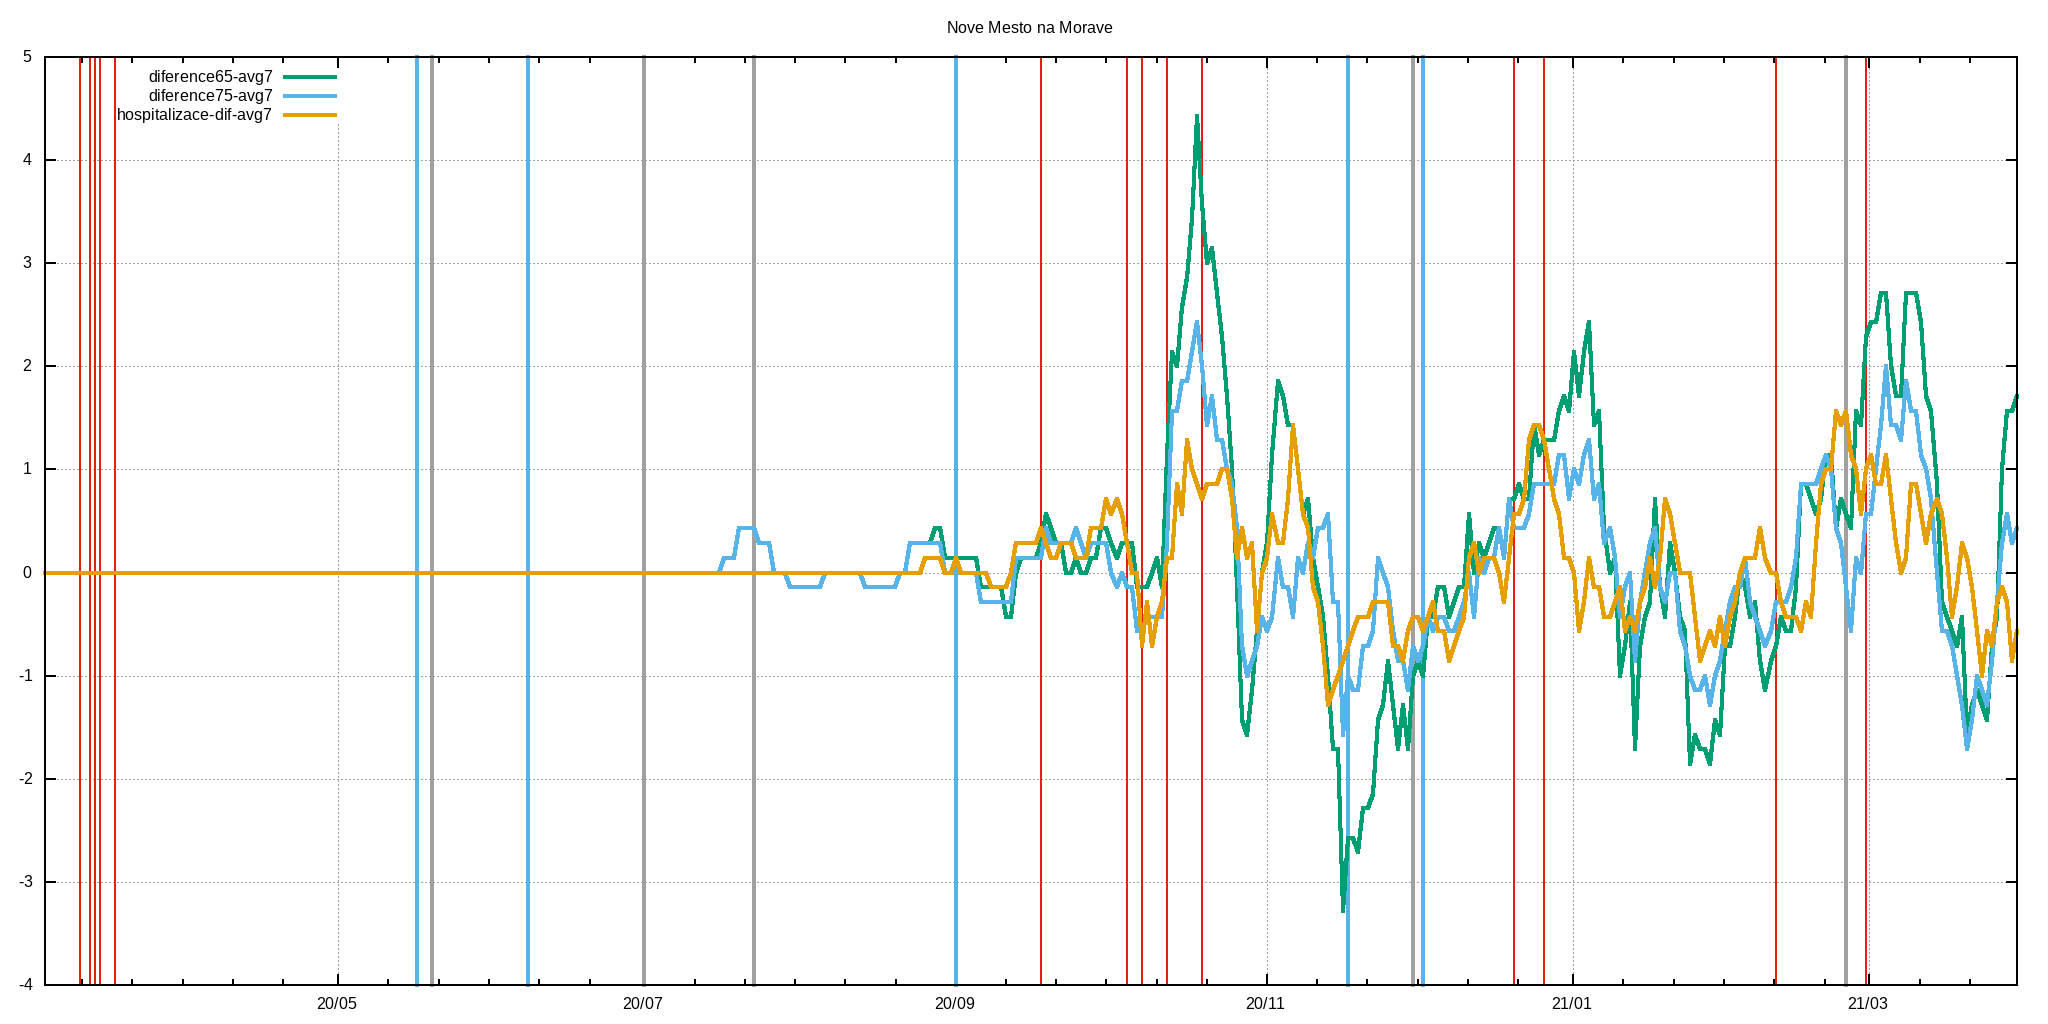 Nove Mesto na Morave
5
diference65-avg7
diference75-avg7
hospitalizace-dif-avg7
4
3
2
1
0
-1
-2
-3
-4
20/05 20/07 20/09 20/11 21/01 21/03